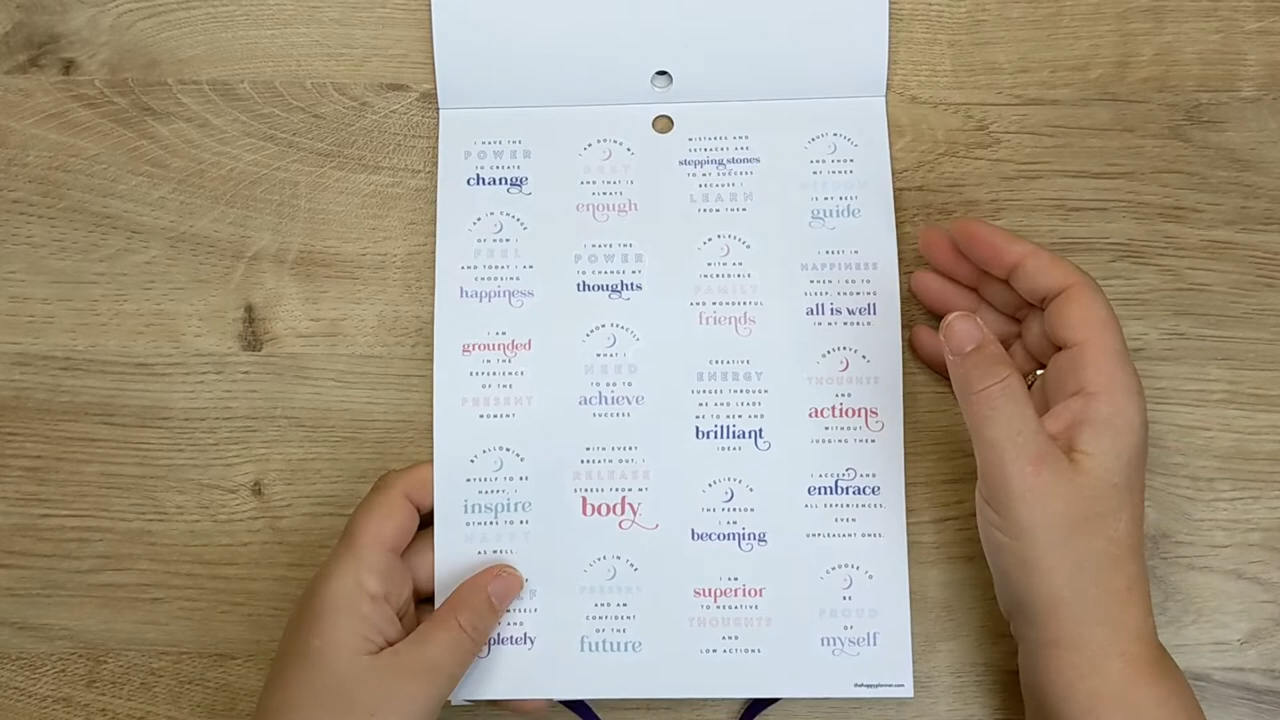 I HAVE THE
POWER
TO CREATE
change
I AM IN CHARGE
OF HOW I
FEEL
AND TODAY I AM
CHOOSING
happiness
I AM
grounded
IN THE
EXPERIENCE
OF THE
PRESENT
MOMENT
BY ALLOWING
MYSELF TO BE
HAPPY, I
inspire
OTHERS TO BE
HAPPY
AS WELL.
MYSELF
AND
pletely
I AM DOING MY
BEST
AND THAT IS
ALWAYS
enough
I HAVE THE
POWER
TO CHANGE MY
thoughts
I KNOW EXACTLY
WHAT I
NEED
TO DO TO
achieve
SUCCESS
WITH EVERY
BREATH OUT, I
RELEASE
STRESS FROM MY
body.
I LIVE IN THE
PRESENT
AND AM
CONFIDENT
OF THE
future
MISTAKES AND
SETBACKS ARE
stepping stones
TO MY SUCCESS
BECAUSE I
LEARN
FROM THEM
I AM BLESSED
WITH AN
INCREDIBLE
FAMILY
AND WONDERFUL
friends
CREATIVE
ENERGY
SURGES THROUGH
ME AND LEADS
ME TO NEW AND
brilliant
IDEAS
I BELIEVE IN
THE PERSON
I AM
becoming
I AM
superior
TO NEGATIVE
THOUGHTS
AND
LOW ACTIONS
I TRUST MYSELF
AND KNOW
MY INNER
WISDOM
IS MY BEST
guide
I REST IN
HAPPINESS
WHEN I GO TO
SLEEP, KNOWING
all is well
IN MY WORLD.
I OBSERVE MY
THOUGHTS
AND
actions
WITHOUT
JUDGING THEM
I ACCEPT AND
embrace
ALL EXPERIENCES,
EVEN
UNPLEASANT ONES.
I CHOOSE TO
BE
PROUD
OF
myself
thehappyplanner.com